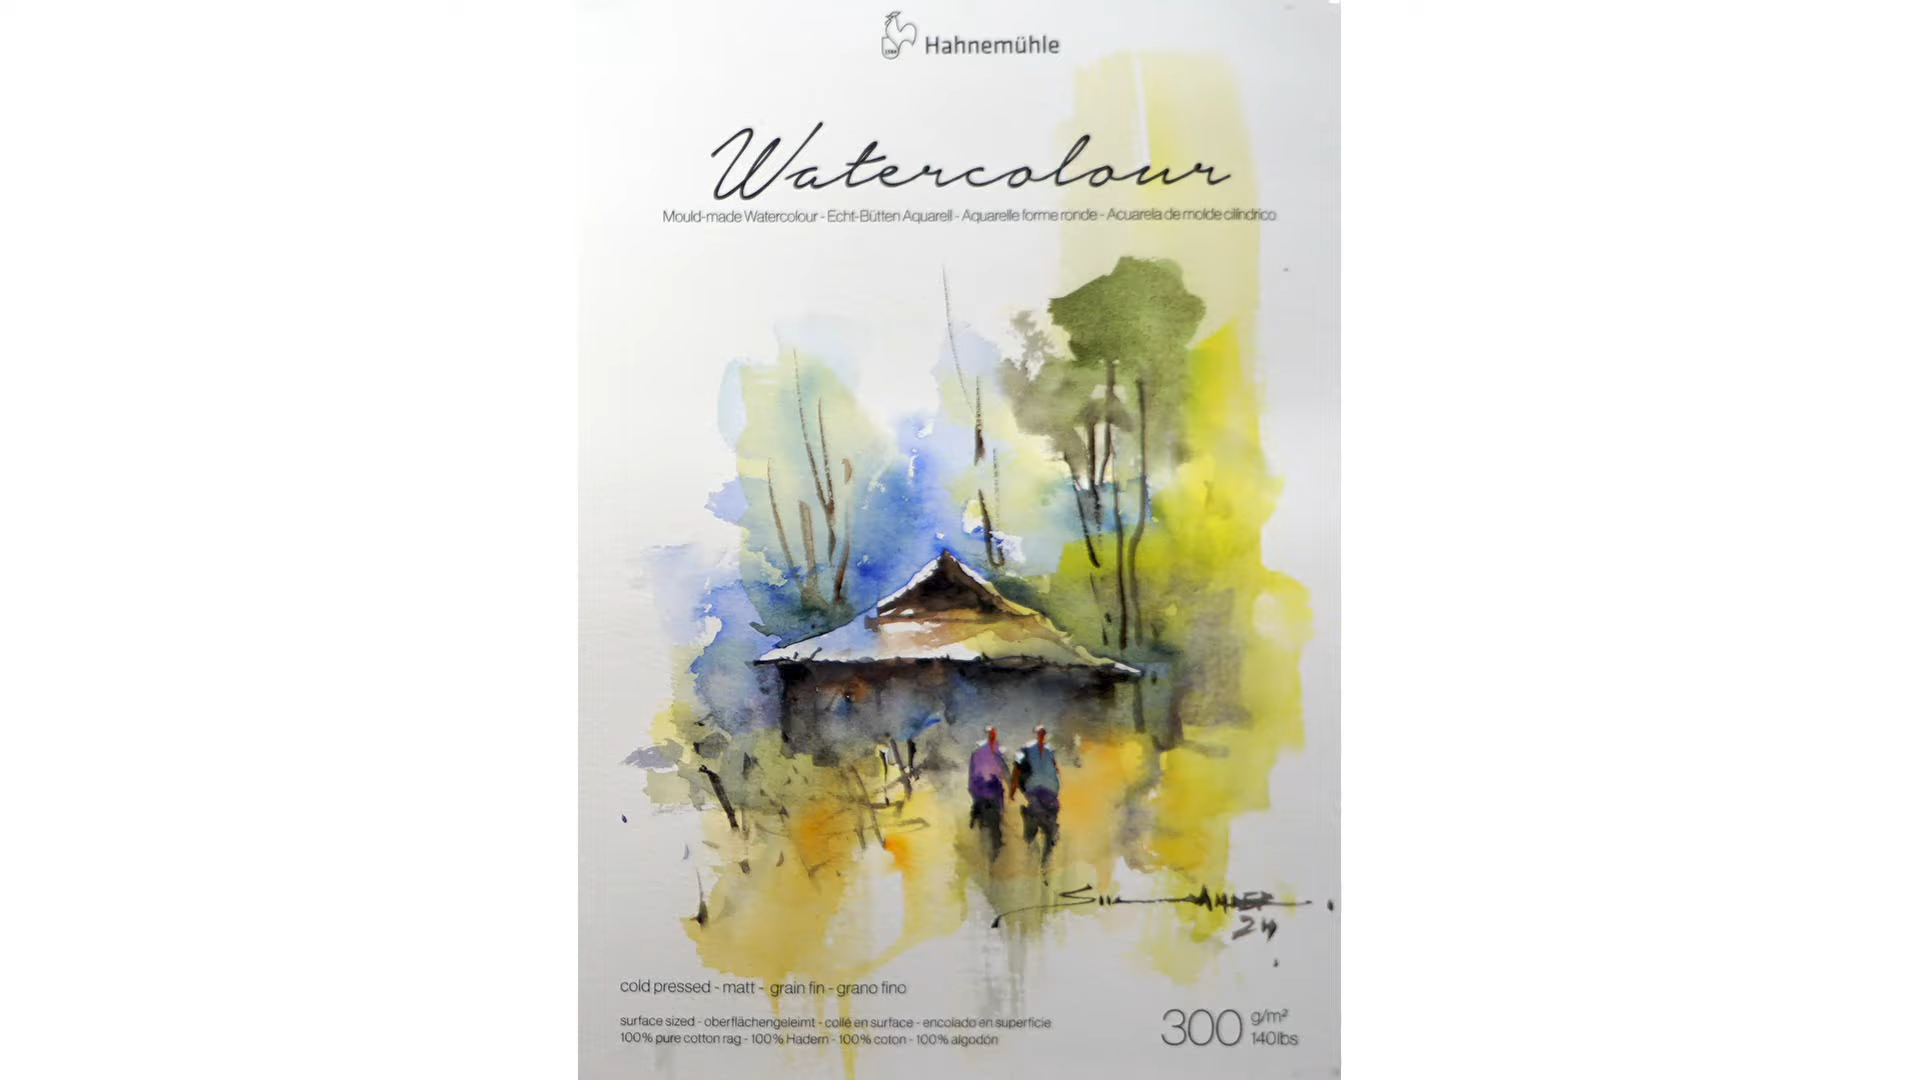 Hahnemühle
Watercolour
Mould-made Watercolour - Echt-Bütten Aquarell - Aquarelle forme ronde - Acuarela de molde cilíndrico
24
cold pressed - matt - grain fin - grano fino
surface sized - oberflächengeleimt - collé en surface - encolado en superficie
100% pure cotton rag - 100% Hadern - 100% coton - 100% algodón
300 g/m²
140lbs